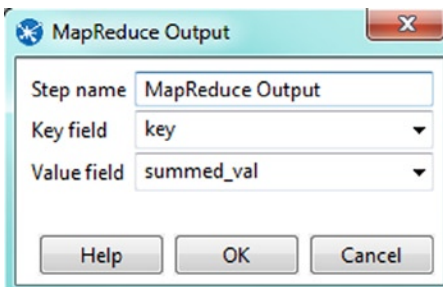 MapReduce Output
Step name MapReduce Output
Key field key
Value field summed_val
Help OK Cancel